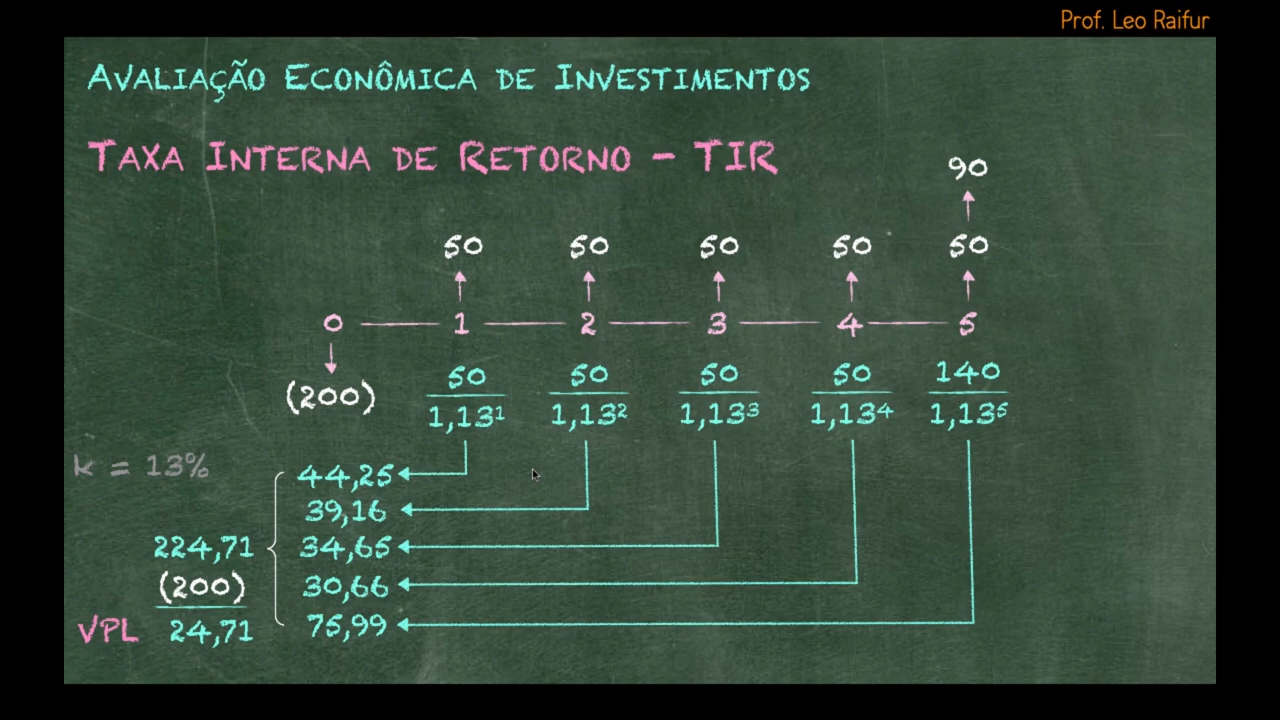 Prof. Leo Raifur
AVALIAÇÃO ECONÔMICA DE INVESTIMENTOS
TAXA INTERNA DE RETORNO - TIR
90
50 50 50 50 50
0 1 2 3 4 5
(200)
50 50 50 50 140
1,13¹ 1,13² 1,13³ 1,13⁴ 1,13⁵
k = 13%
44,25
39,16
224,71 34,65
(200) 30,66
VPL 24,71 75,99